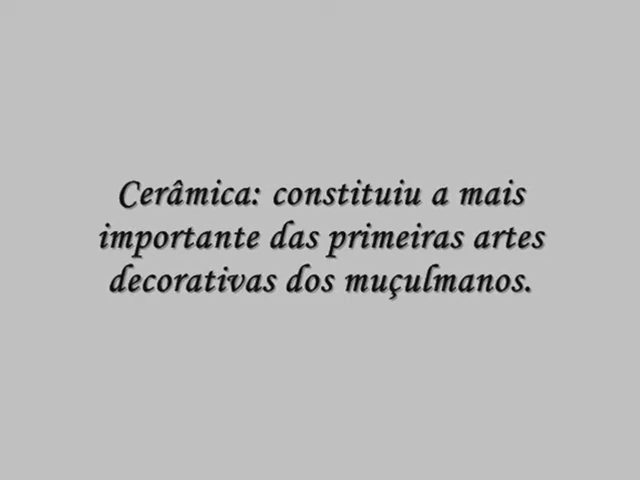 Cerâmica: constituiu a mais
importante das primeiras artes
decorativas dos muçulmanos.